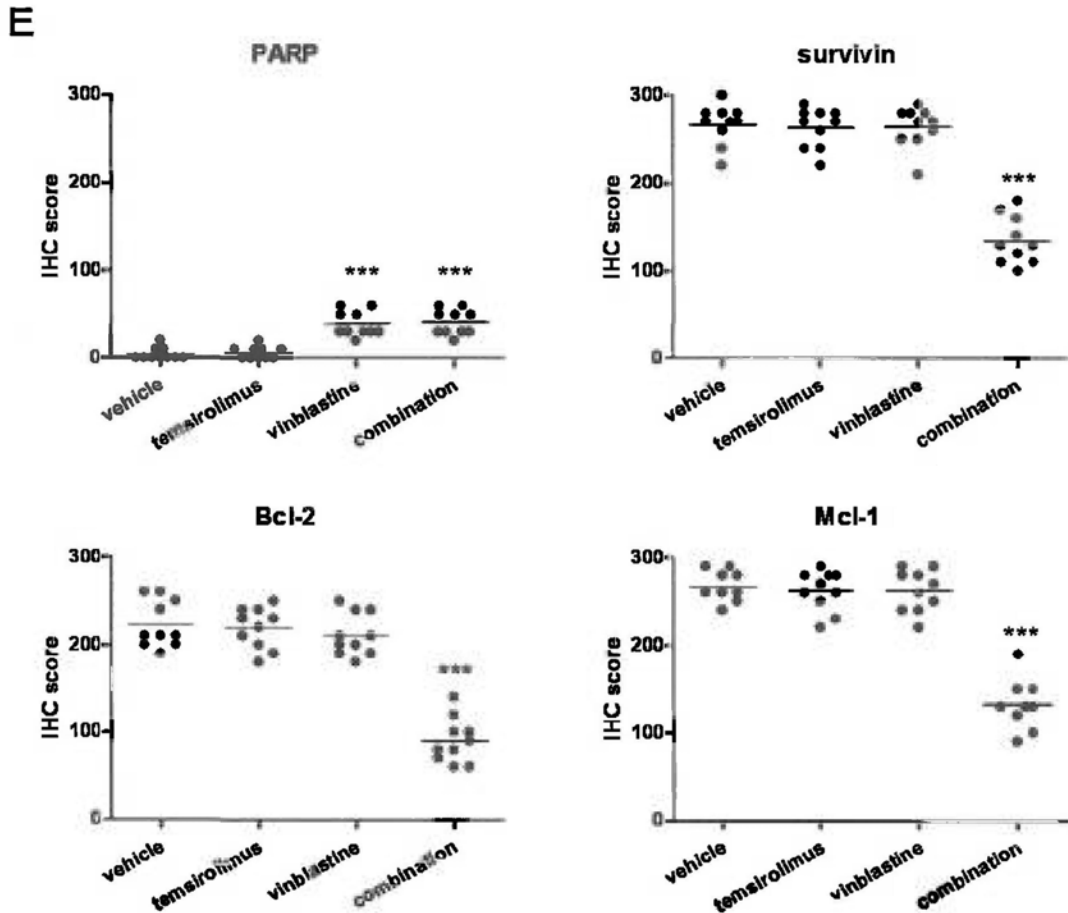 E
PARP
300
200
100
0
IHC score
***
***
vehicle
temsirolimus
vinblastine
combination
survivin
300
200
100
0
IHC score
***
vehicle
temsirolimus
vinblastine
combination
Bcl-2
300
200
100
0
IHC score
***
vehicle
temsirolimus
vinblastine
combination
Mcl-1
300
200
100
0
IHC score
***
vehicle
temsirolimus
vinblastine
combination